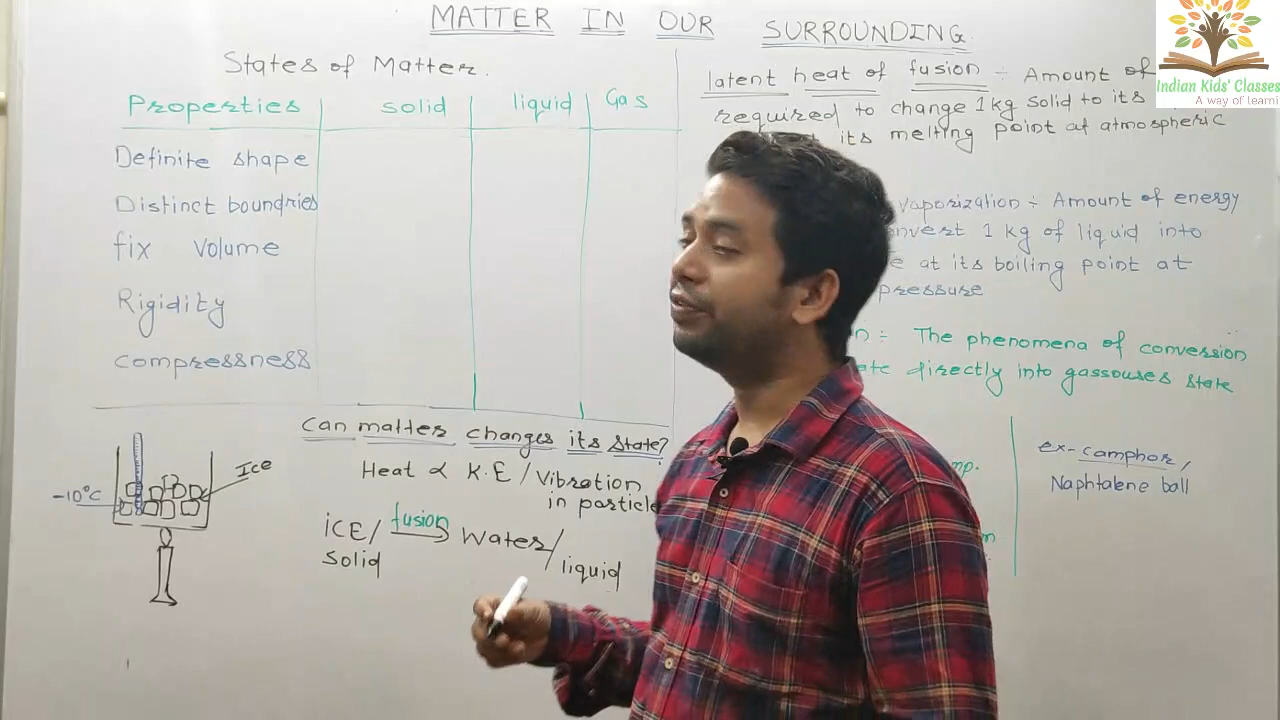 MATTER IN OUR SURROUNDING
States of Matter.
Properties solid liquid Gas
Definite shape
Distinct boundries
fix Volume
Rigidity
compressness
latent heat of fusion ÷ Amount of
required to change 1kg solid to its
its melting point at atmospheric
vaporization ÷ Amount of energy
1 kg of liquid into
at its boiling point at
pressure
The phenomena of conversion
directly into gassouses state
ex- camphor,
Naphtalene ball
Can matter changes its state?
Heat ∝ K.E / Vibration
in particle
ICE/ fusion Water/
solid liquid
Ice
-10°C
Indian Kids' Classes
A way of learni